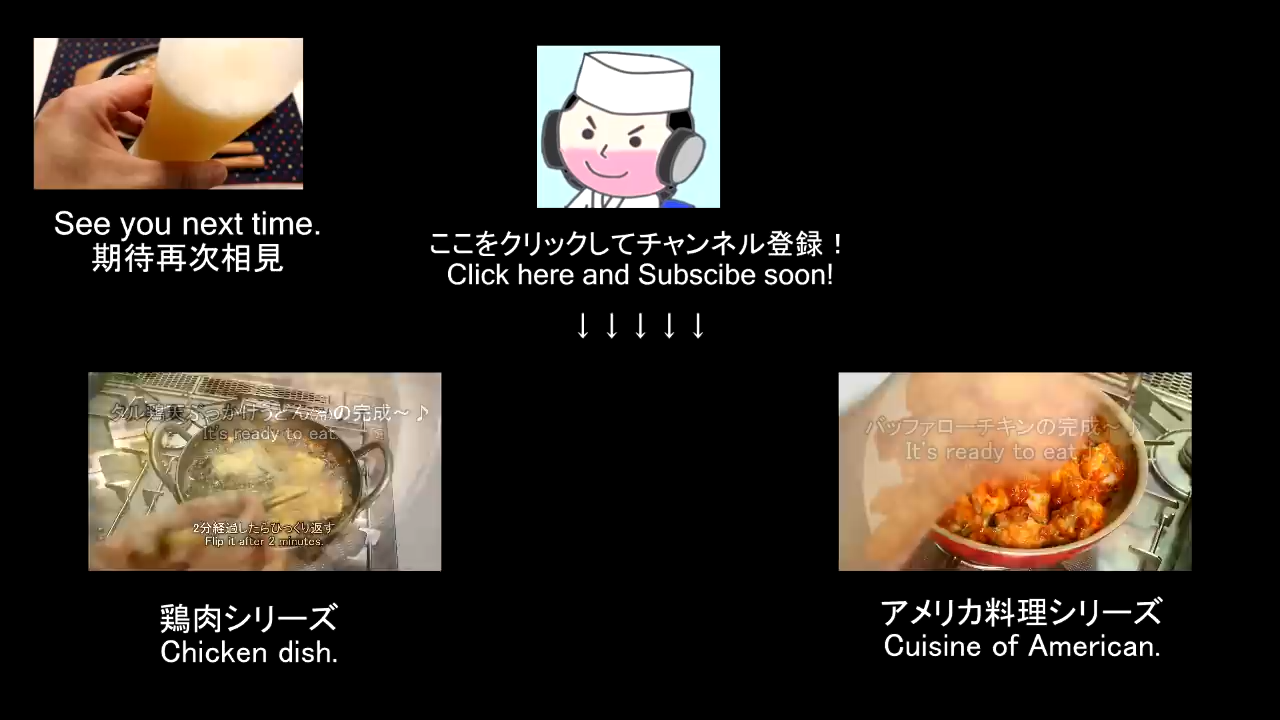 See you next time.
期待再次相見
ここをクリックしてチャンネル登録！
Click here and Subscibe soon!
↓↓↓↓↓
の完成～♪
It's ready to eat.
2分経過したらひっくり返す
Flip it after 2 minutes.
バッファローチキンの完成～♪
It's ready to eat♩
鶏肉シリーズ
Chicken dish.
アメリカ料理シリーズ
Cuisine of American.